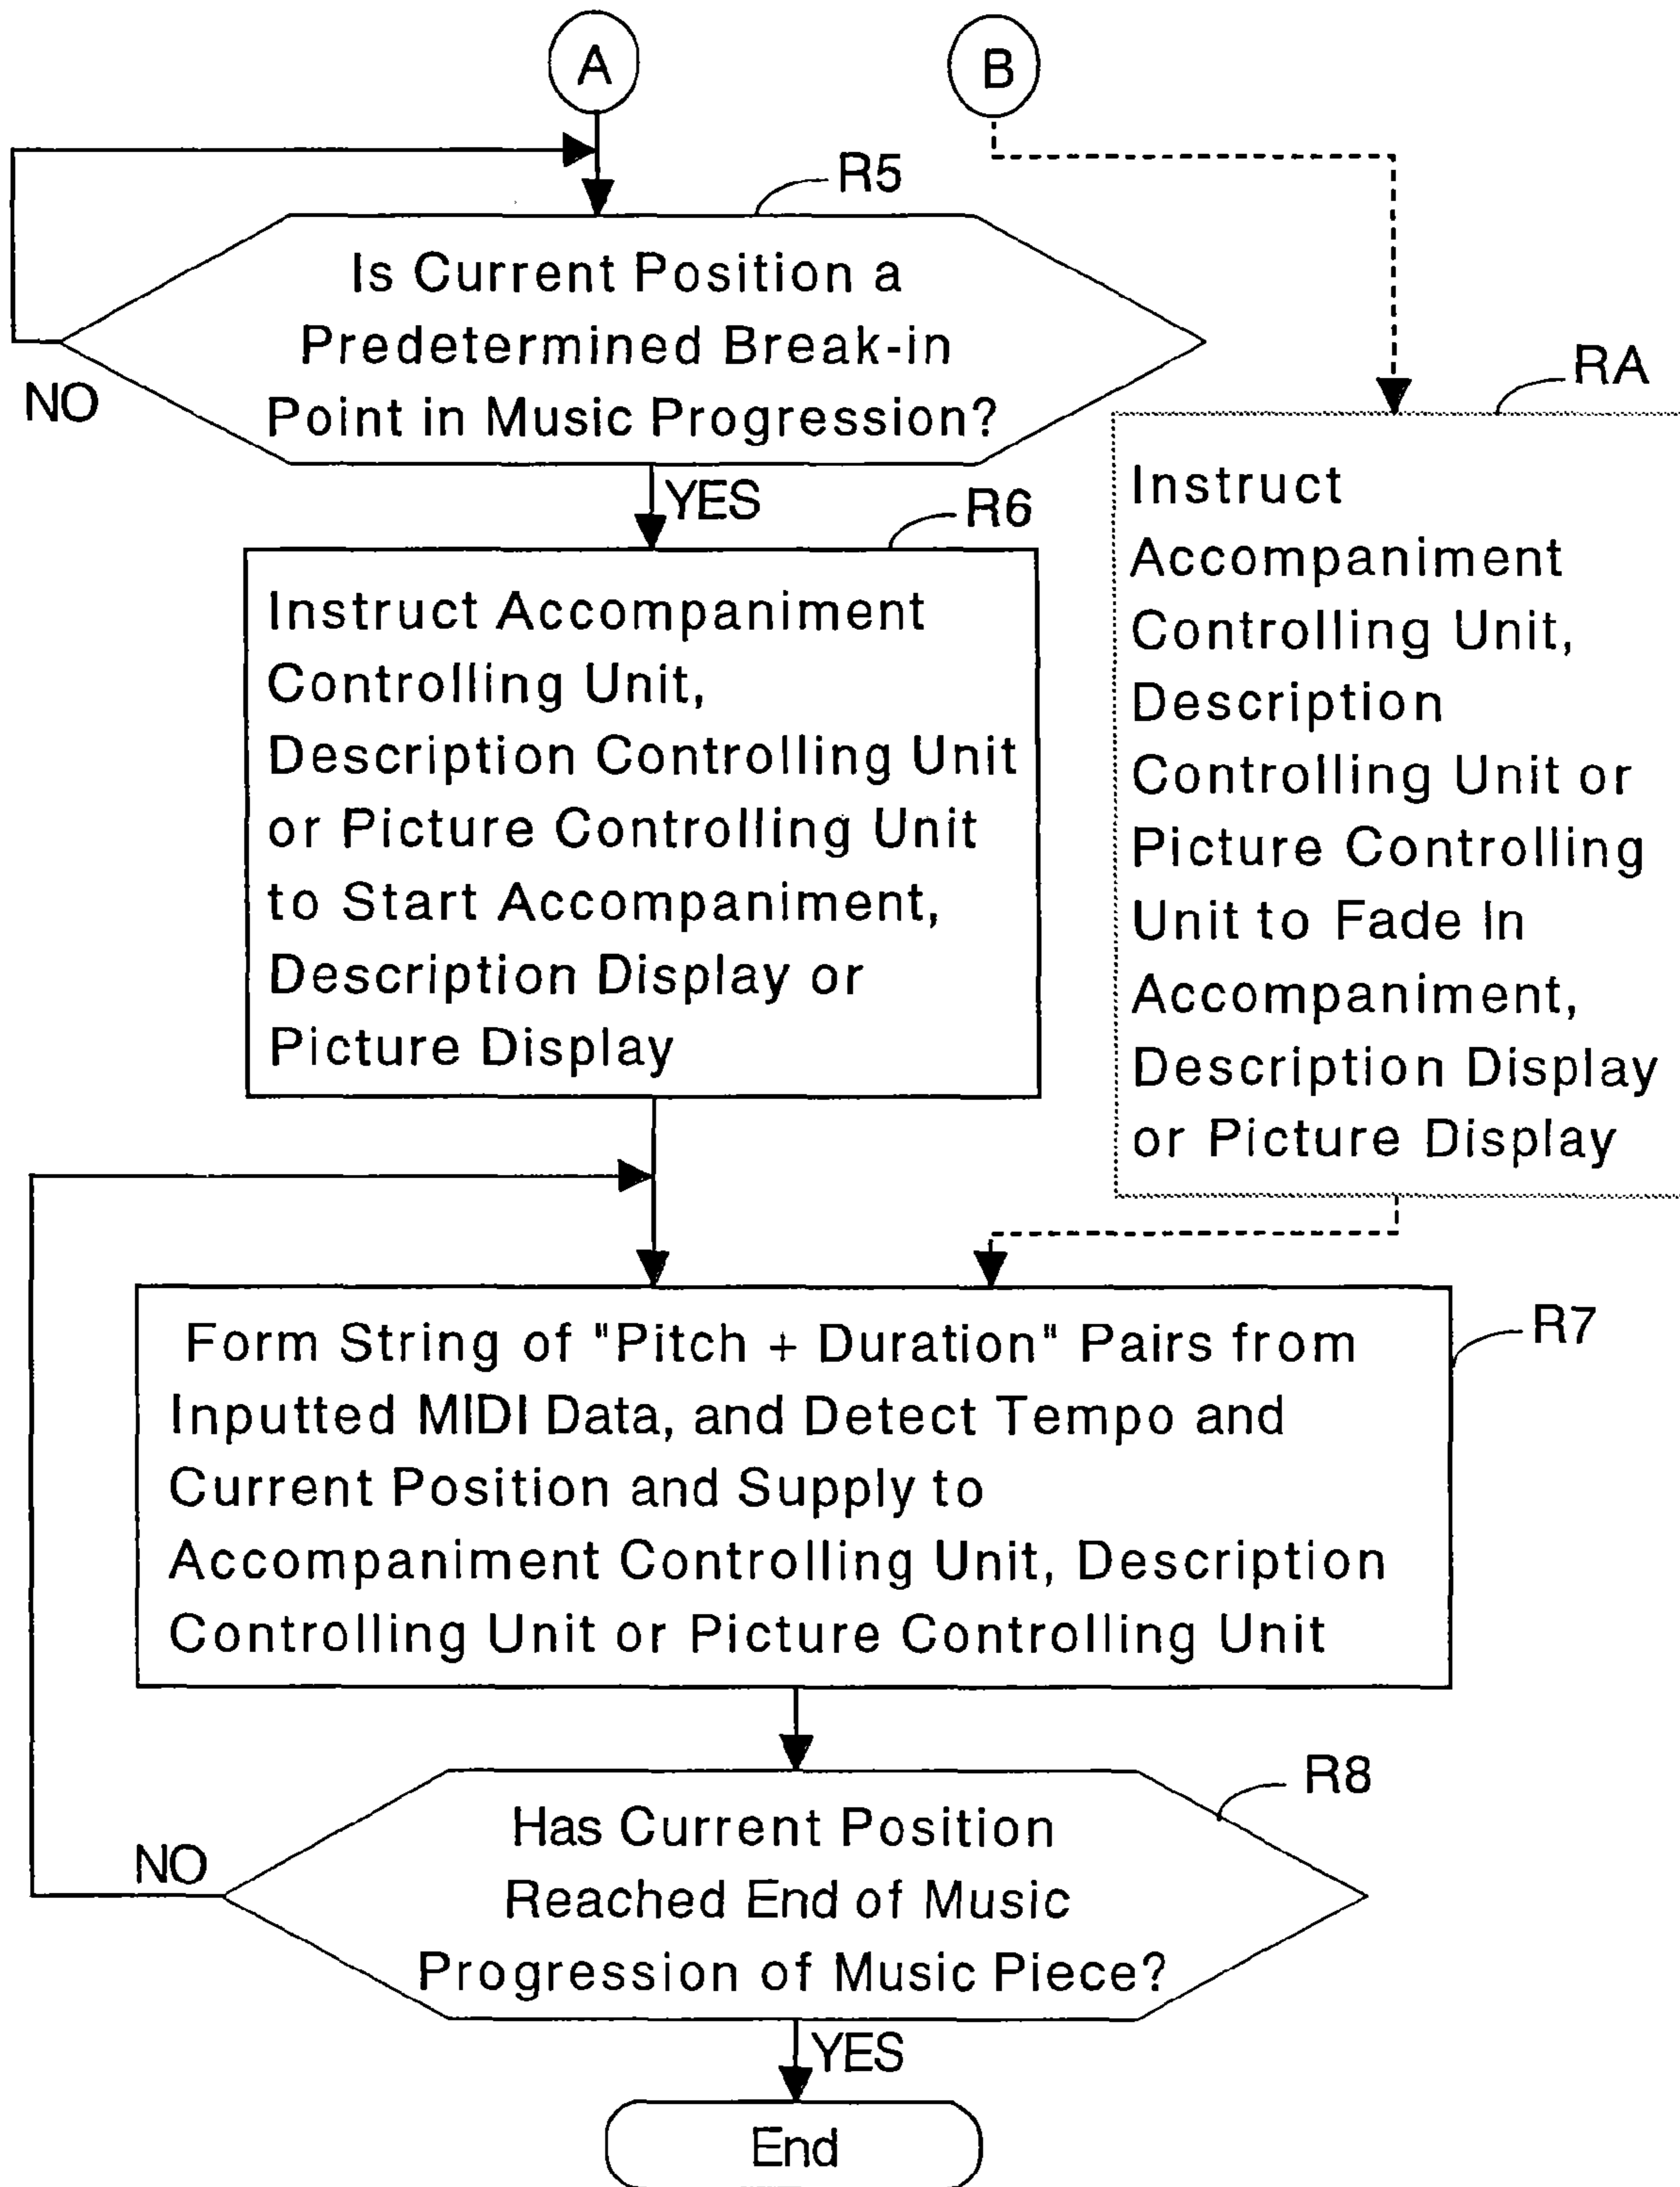 A
B
R5
Is Current Position a
Predetermined Break-in
Point in Music Progression?
NO
YES
R6
Instruct Accompaniment
Controlling Unit,
Description Controlling Unit
or Picture Controlling Unit
to Start Accompaniment,
Description Display or
Picture Display
RA
Instruct
Accompaniment
Controlling Unit,
Description
Controlling Unit or
Picture Controlling
Unit to Fade In
Accompaniment,
Description Display
or Picture Display
R7
Form String of "Pitch + Duration" Pairs from
Inputted MIDI Data, and Detect Tempo and
Current Position and Supply to
Accompaniment Controlling Unit, Description
Controlling Unit or Picture Controlling Unit
R8
Has Current Position
Reached End of Music
Progression of Music Piece?
NO
YES
End